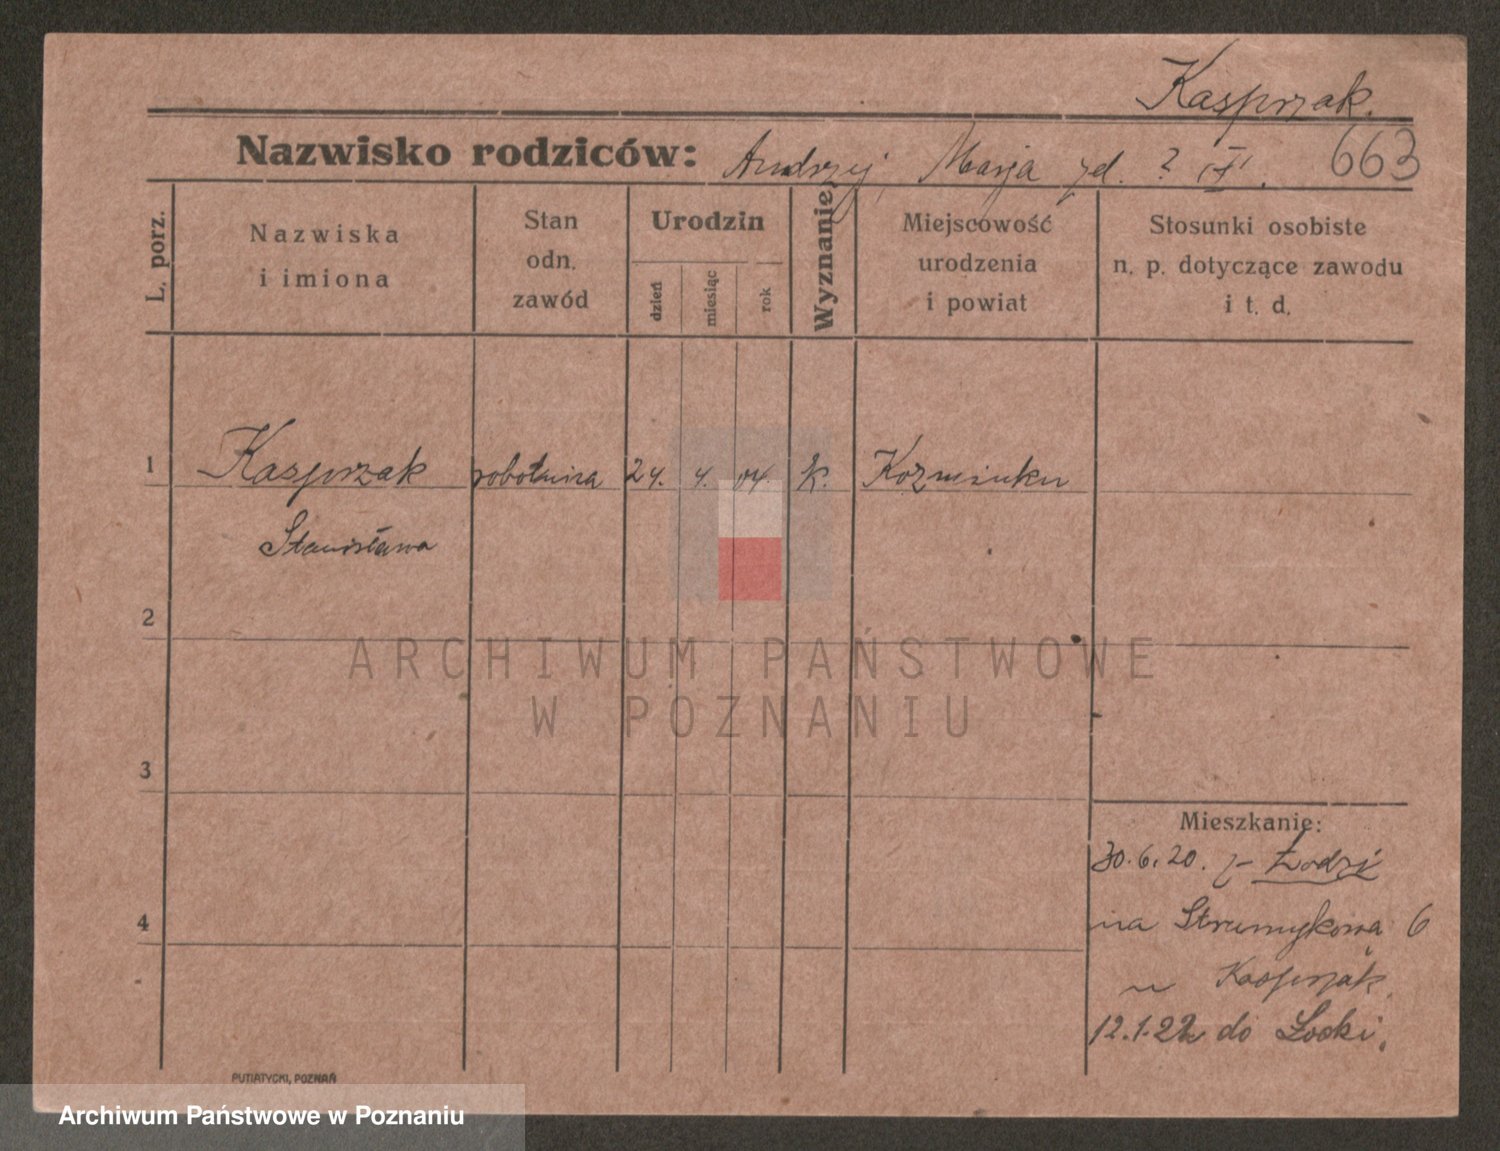 Kasprzak.
Nazwisko rodziców: Andrzej, Marja zd. ? 
663
L. porz.
Nazwiska
i imiona
Stan
odn.
zawód
Urodzin
dzień
miesiąc
rok
Wyznanie
Miejscowość
urodzenia
i powiat
Stosunki osobiste
n. p. dotyczące zawodu
i t. d.
1 Kasprzak robotnica 24. 4. 04. k.
Stanisława
2
ARCHIWUM PAŃSTWOWE
W POZNANIU
3
Mieszkanie:
30.6.20. z Łodzi
4
na Strumykowa 6
u Kasprzak
12.1.22 do
PUTIATYCKI, POZNAŃ
Archiwum Państwowe w Poznaniu